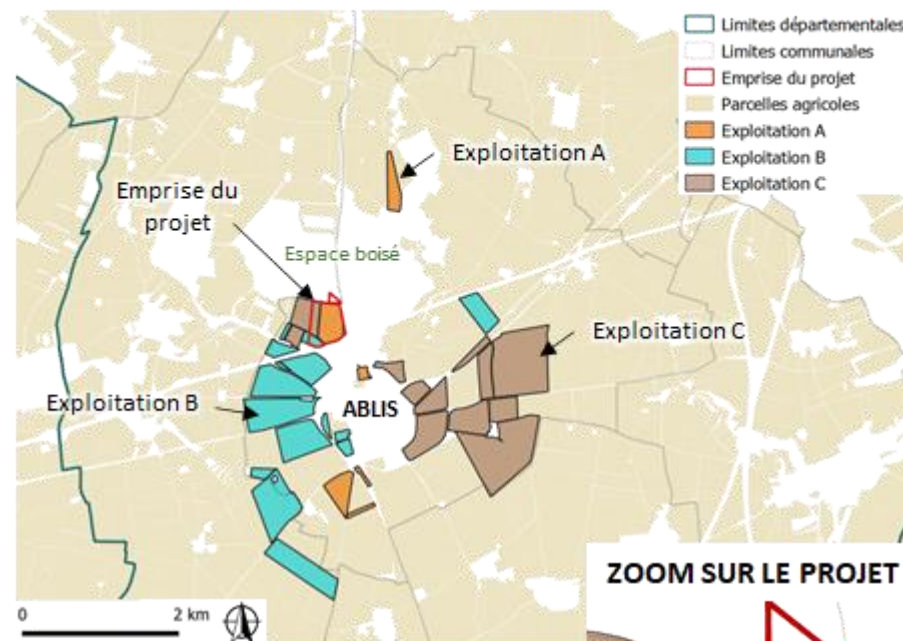 Limites départementales
Limites communales
Emprise du projet
Parcelles agricoles
Exploitation A
Exploitation B
Exploitation C
Exploitation A
Emprise du
projet
Espace boisé
Exploitation C
Exploitation B
ABLIS
ZOOM SUR LE PROJET
0
2 km